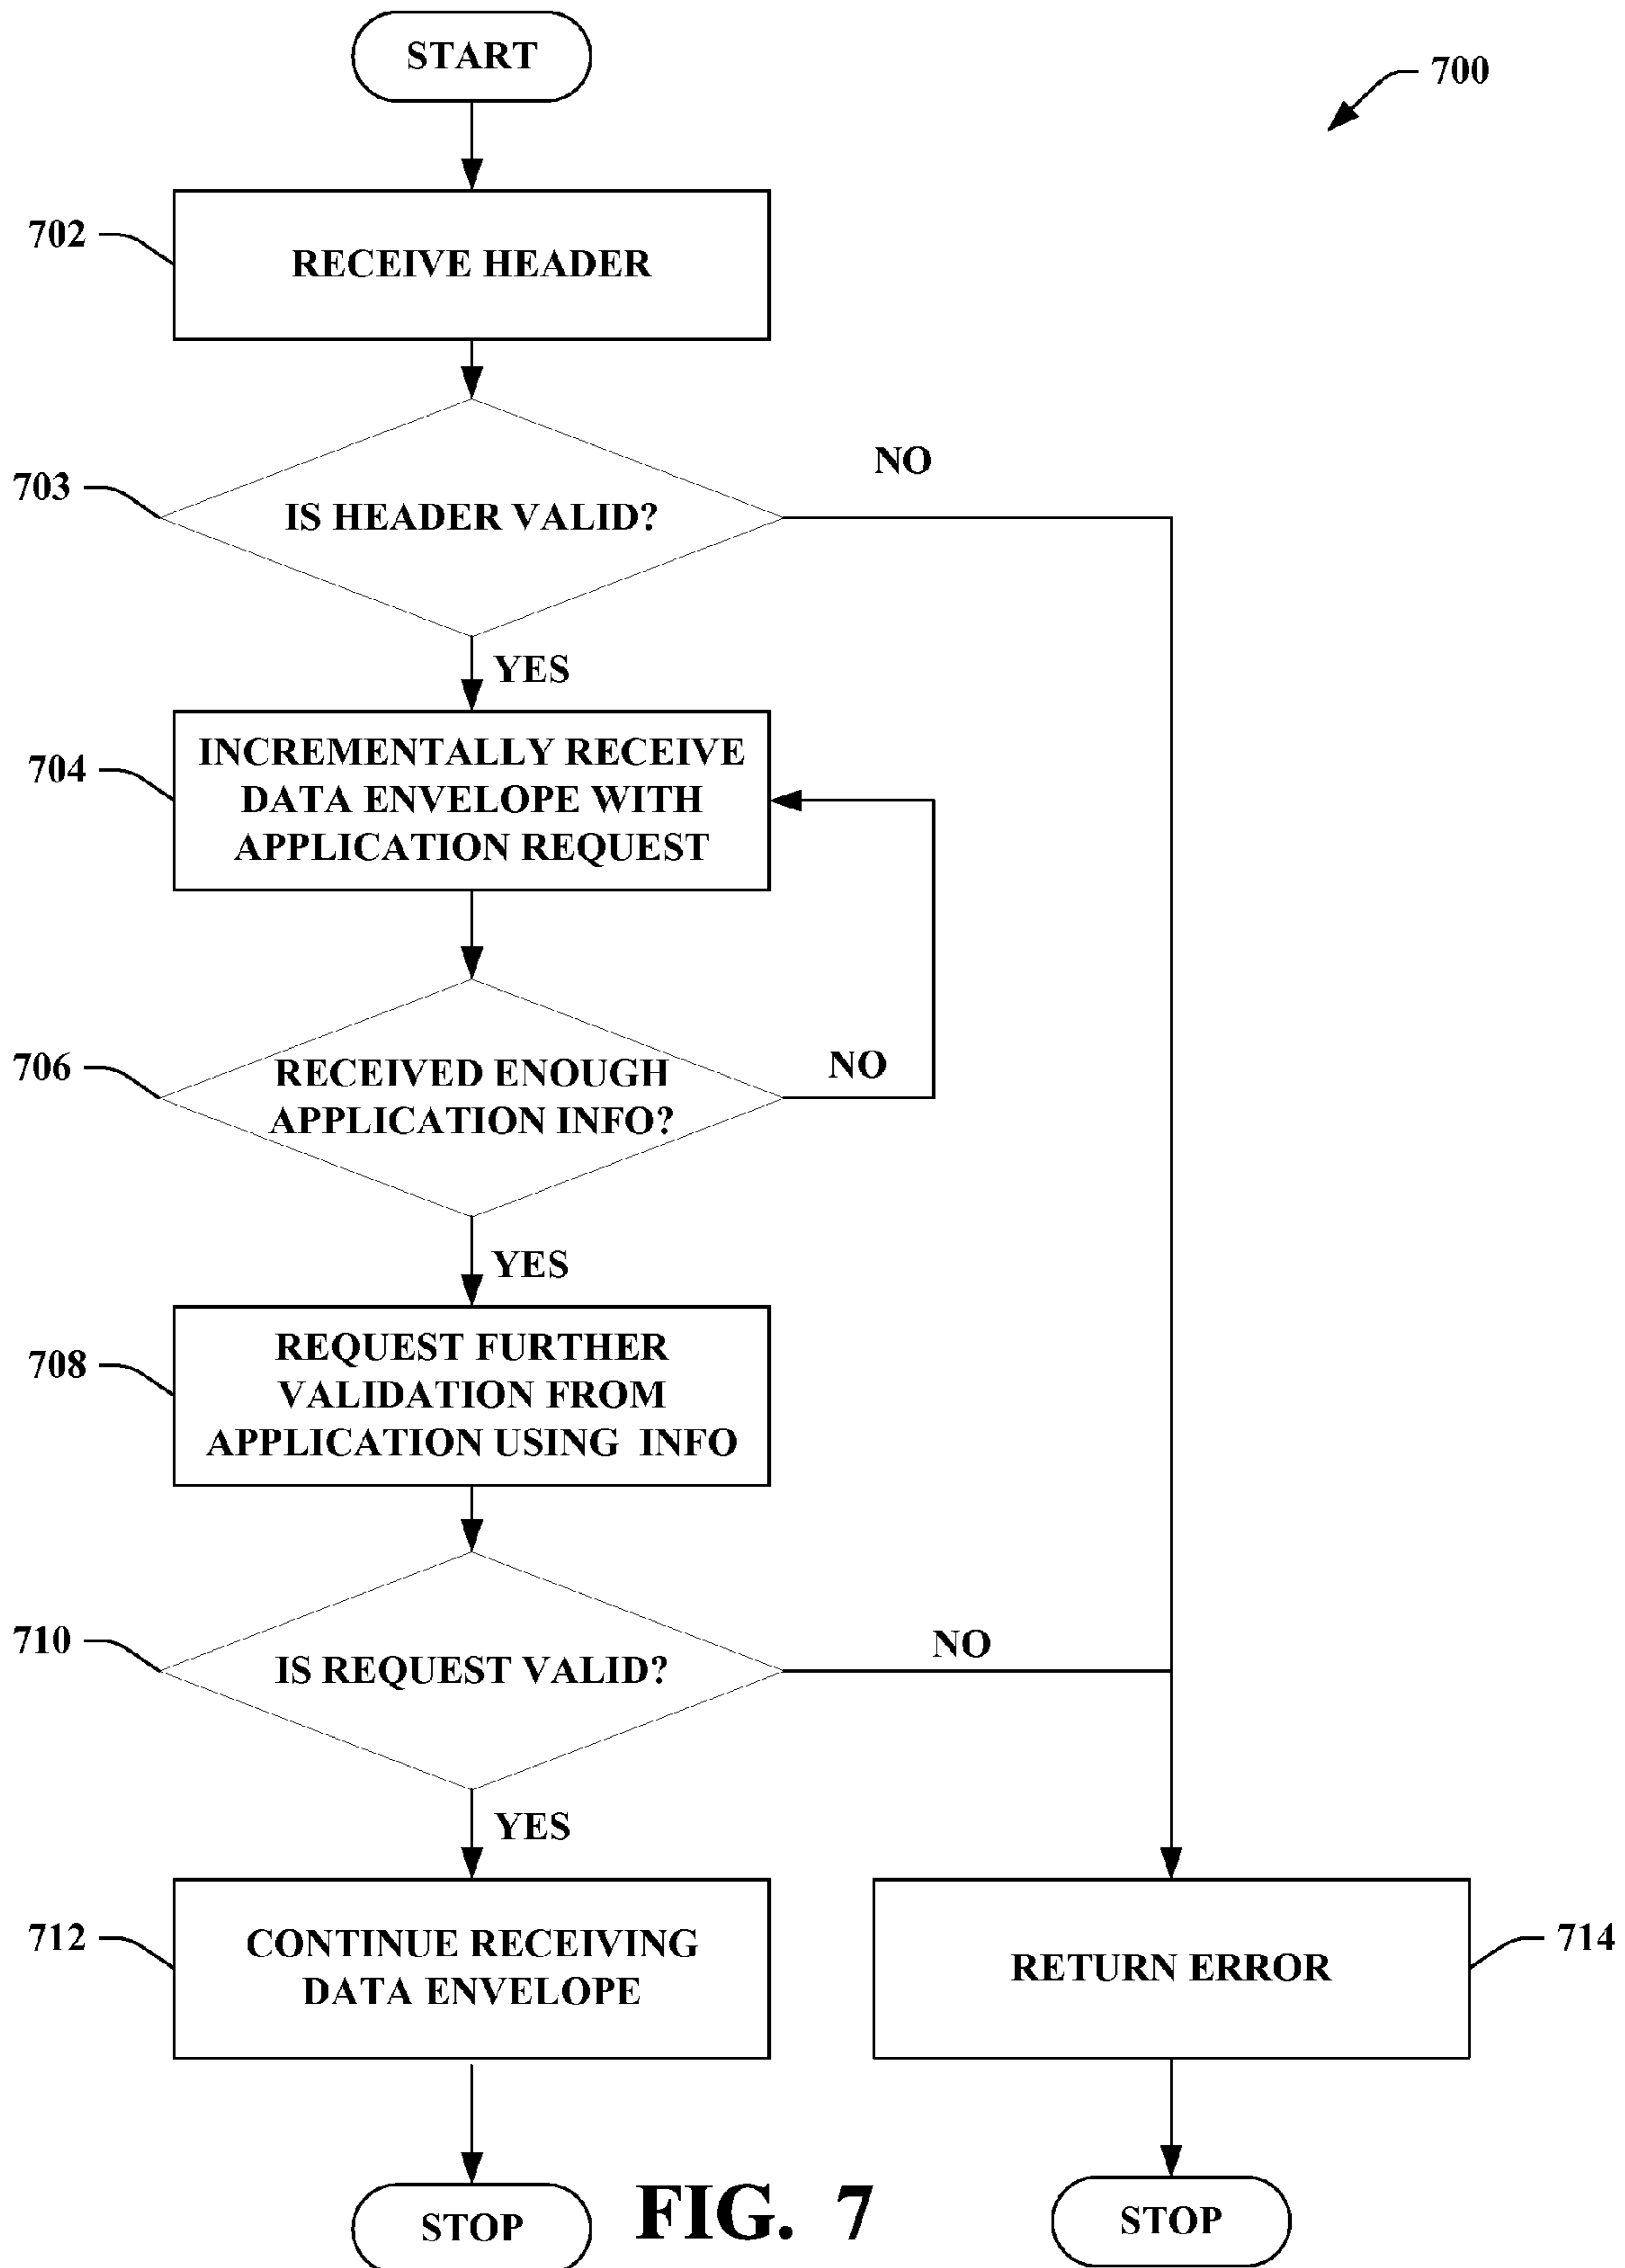 START
700
702
RECEIVE HEADER
703
IS HEADER VALID?
NO
YES
704
INCREMENTALLY RECEIVE
DATA ENVELOPE WITH
APPLICATION REQUEST
706
RECEIVED ENOUGH
APPLICATION INFO?
NO
YES
708
REQUEST FURTHER
VALIDATION FROM
APPLICATION USING INFO
710
IS REQUEST VALID?
NO
YES
712
CONTINUE RECEIVING
DATA ENVELOPE
RETURN ERROR
714
STOP
FIG. 7
STOP